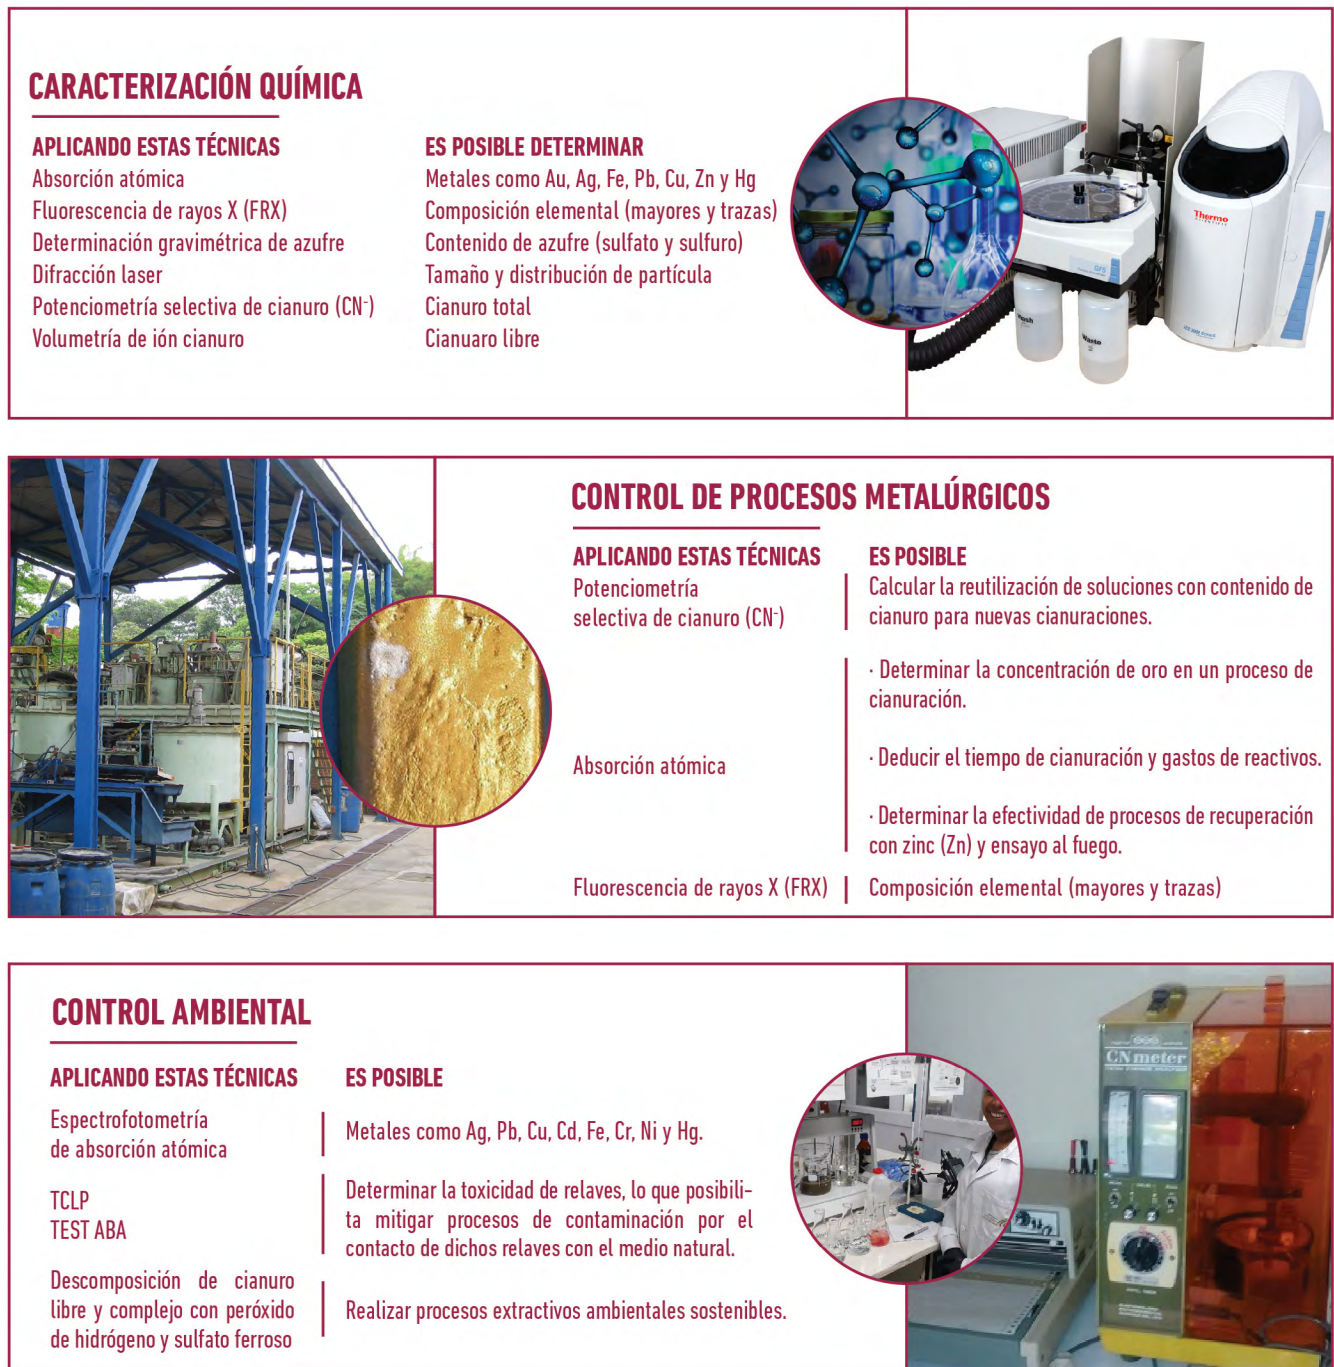 CARACTERIZACIÓN QUÍMICA
APLICANDO ESTAS TÉCNICAS
Absorción atómica
Fluorescencia de rayos X (FRX)
Determinación gravimétrica de azufre
Difracción laser
Potenciometría selectiva de cianuro (CN-)
Volumetría de ión cianuro
ES POSIBLE DETERMINAR
Metales como Au, Ag, Fe, Pb, Cu, Zn y Hg
Composición elemental (mayores y trazas)
Contenido de azufre (sulfato y sulfuro)
Tamaño y distribución de partícula
Cianuro total
Cianuaro libre
Thermo
SCIENTIFIC
GFS
Wash
Waste
CONTROL DE PROCESOS METALÚRGICOS
APLICANDO ESTAS TÉCNICAS
ES POSIBLE
Potenciometría
selectiva de cianuro (CN-)
Calcular la reutilización de soluciones con contenido de
cianuro para nuevas cianuraciones.
Absorción atómica
· Determinar la concentración de oro en un proceso de
cianuración.
· Deducir el tiempo de cianuración y gastos de reactivos.
· Determinar la efectividad de procesos de recuperación
con zinc (Zn) y ensayo al fuego.
Fluorescencia de rayos X (FRX)
Composición elemental (mayores y trazas)
CONTROL AMBIENTAL
APLICANDO ESTAS TÉCNICAS
ES POSIBLE
Espectrofotometría
de absorción atómica
Metales como Ag, Pb, Cu, Cd, Fe, Cr, Ni y Hg.
TCLP
TEST ABA
Determinar la toxicidad de relaves, lo que posibili-
ta mitigar procesos de contaminación por el
contacto de dichos relaves con el medio natural.
Descomposición de cianuro
libre y complejo con peróxido
de hidrógeno y sulfato ferroso
Realizar procesos extractivos ambientales sostenibles.
CN meter